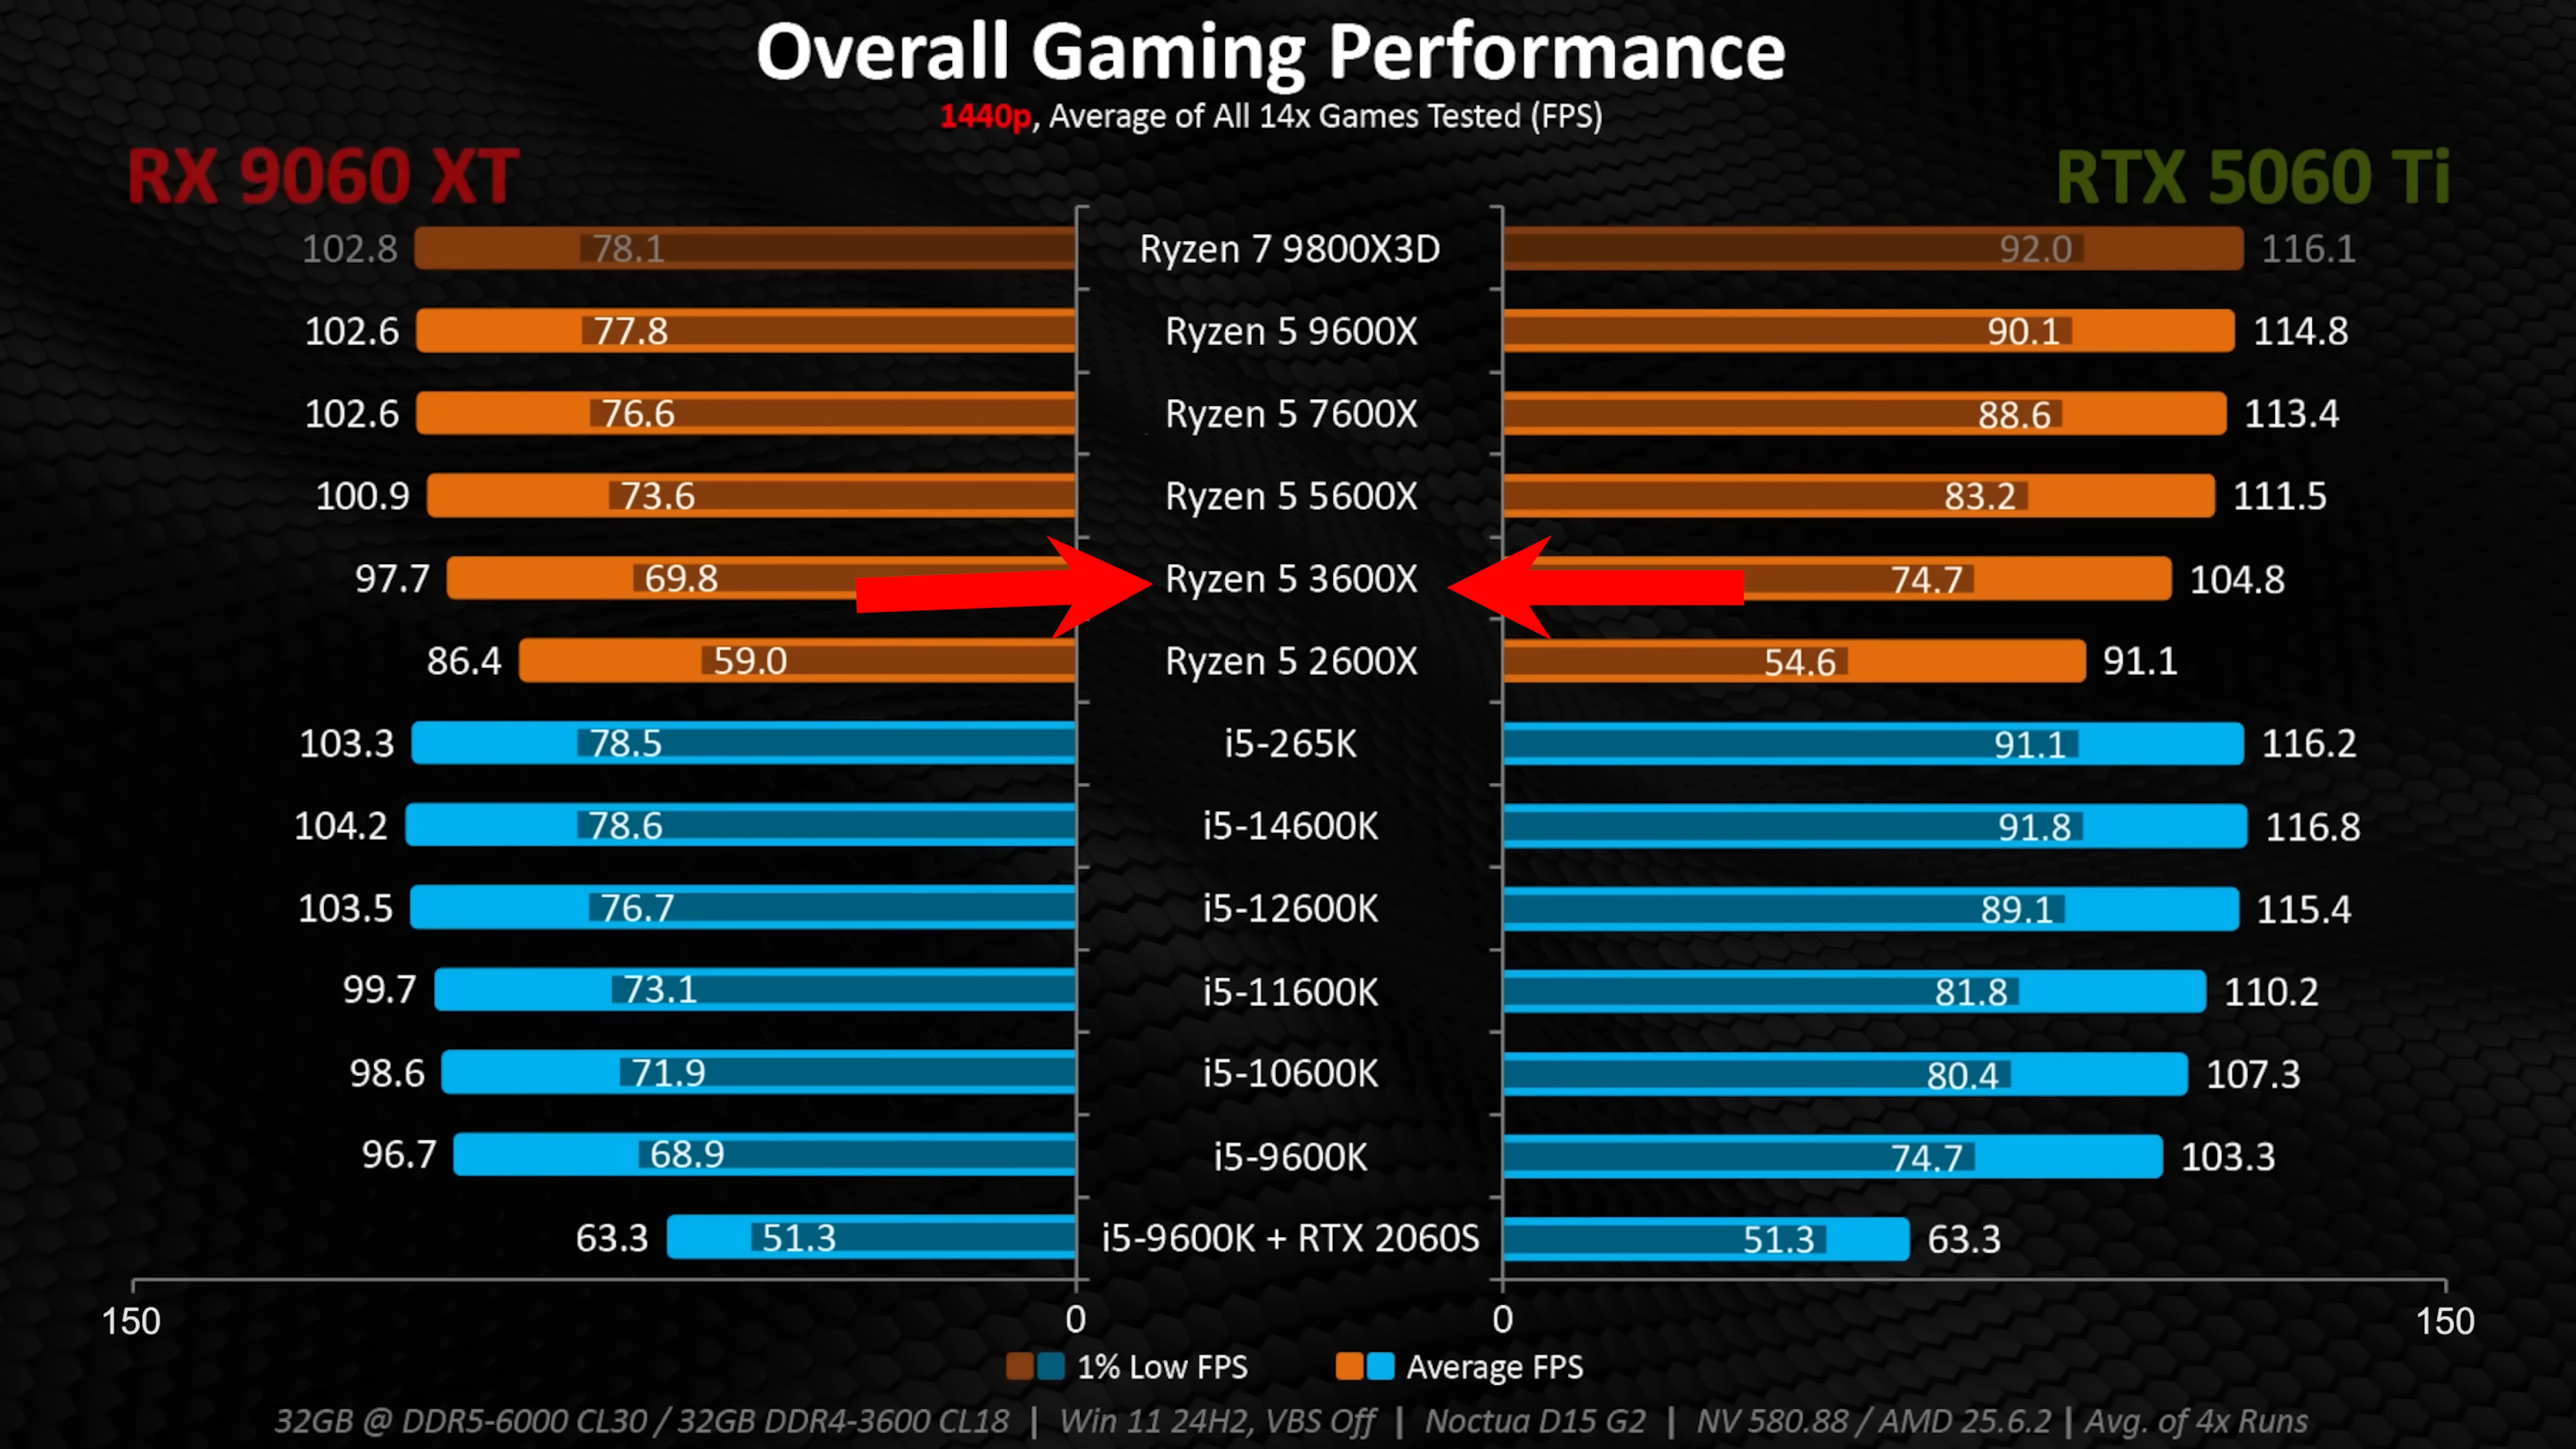 Overall Gaming Performance
1440p, Average of All 14x Games Tested (FPS)
RX 9060 XT RTX 5060 Ti
102.8 78.1 Ryzen 7 9800X3D 92.0 116.1
102.6 77.8 Ryzen 5 9600X 90.1 114.8
102.6 76.6 Ryzen 5 7600X 88.6 113.4
100.9 73.6 Ryzen 5 5600X 83.2 111.5
97.7 69.8 Ryzen 5 3600X 74.7 104.8
86.4 59.0 Ryzen 5 2600X 54.6 91.1
103.3 78.5 i5-265K 91.1 116.2
104.2 78.6 i5-14600K 91.8 116.8
103.5 76.7 i5-12600K 89.1 115.4
99.7 73.1 i5-11600K 81.8 110.2
98.6 71.9 i5-10600K 80.4 107.3
96.7 68.9 i5-9600K 74.7 103.3
63.3 51.3 i5-9600K + RTX 2060S 51.3 63.3
150 0 0 150
1% Low FPS Average FPS
32GB @ DDR5-6000 CL30 / 32GB DDR4-3600 CL18 | Win 11 24H2, VBS Off | Noctua D15 G2 | NV 580.88 / AMD 25.6.2 | Avg. of 4x Runs